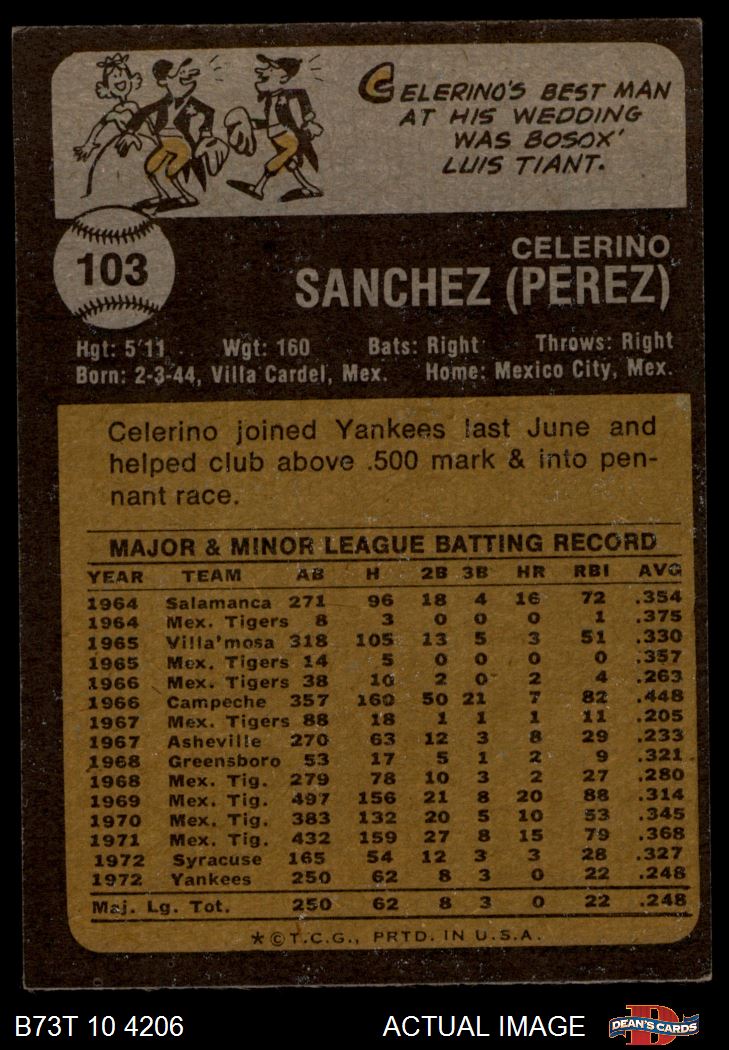 CELERINO'S BEST MAN
AT HIS WEDDING
WAS BOSOX'
LUIS TIANT.
103
CELERINO
SANCHEZ (PEREZ)
Hgt: 5'11 Wgt: 160 Bats: Right Throws: Right
Born: 2-3-44, Villa Cardel, Mex. Home: Mexico City, Mex.
Celerino joined Yankees last June and
helped club above .500 mark & into pen-
nant race.
MAJOR & MINOR LEAGUE BATTING RECORD
YEAR TEAM AB H 2B 3B HR RBI AVG
1964 Salamanca 271 96 18 4 16 72 .354
1964 Mex. Tigers 8 3 0 0 0 1 .375
1965 Villa'mosa 318 105 13 5 3 51 .330
1965 Mex. Tigers 14 5 0 0 0 0 .357
1966 Mex. Tigers 38 10 2 0 2 4 .263
1966 Campeche 357 160 50 21 7 82 .448
1967 Mex. Tigers 88 18 1 1 1 11 .205
1967 Asheville 270 63 12 3 8 29 .233
1968 Greensboro 53 17 5 1 2 9 .321
1968 Mex. Tig. 279 78 10 3 2 27 .280
1969 Mex. Tig. 497 156 21 8 20 88 .314
1970 Mex. Tig. 383 132 20 5 10 53 .345
1971 Mex. Tig. 432 159 27 8 15 79 .368
1972 Syracuse 165 54 12 3 3 28 .327
1972 Yankees 250 62 8 3 0 22 .248
Maj. Lg. Tot. 250 62 8 3 0 22 .248
*©T.C.G., PRTD. IN U.S.A.
B73T 10 4206 ACTUAL IMAGE DEAN'S CARDS